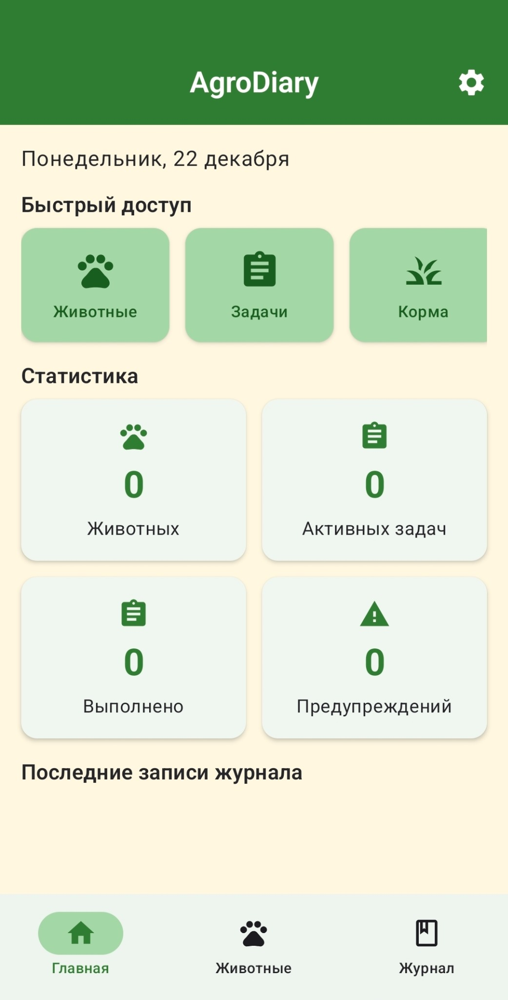 AgroDiary
Понедельник, 22 декабря
Быстрый доступ
Животные
Задачи
Корма
Статистика
0
Животных
0
Активных задач
0
Выполнено
0
Предупреждений
Последние записи журнала
Главная
Животные
Журнал